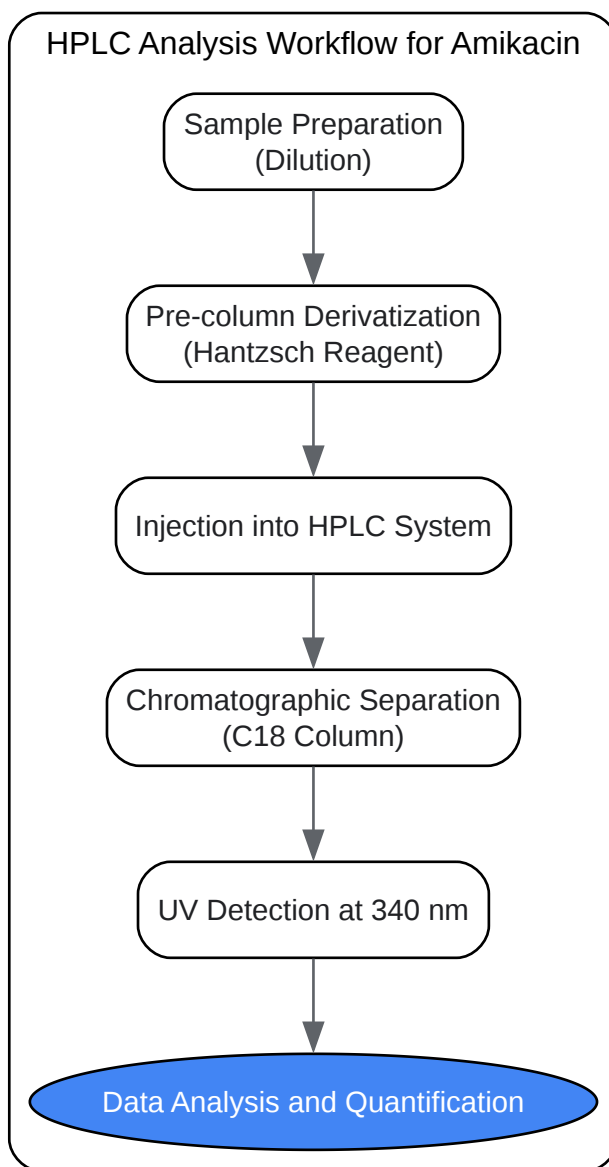 HPLC Analysis Workflow for Amikacin
Sample Preparation
(Dilution)
Pre-column Derivatization
(Hantzsch Reagent)
Injection into HPLC System
Chromatographic Separation
(C18 Column)
UV Detection at 340 nm
Data Analysis and Quantification